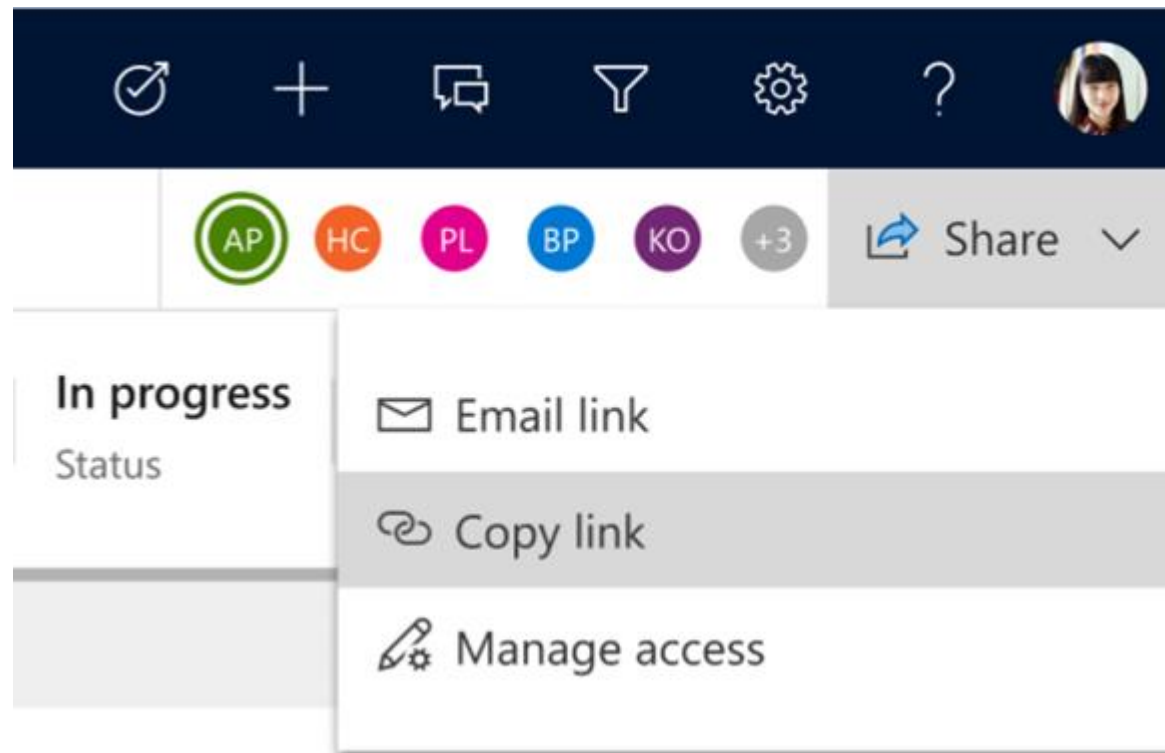 ?
AP HC PL BP KO +3 Share
In progress
Status
Email link
Copy link
Manage access